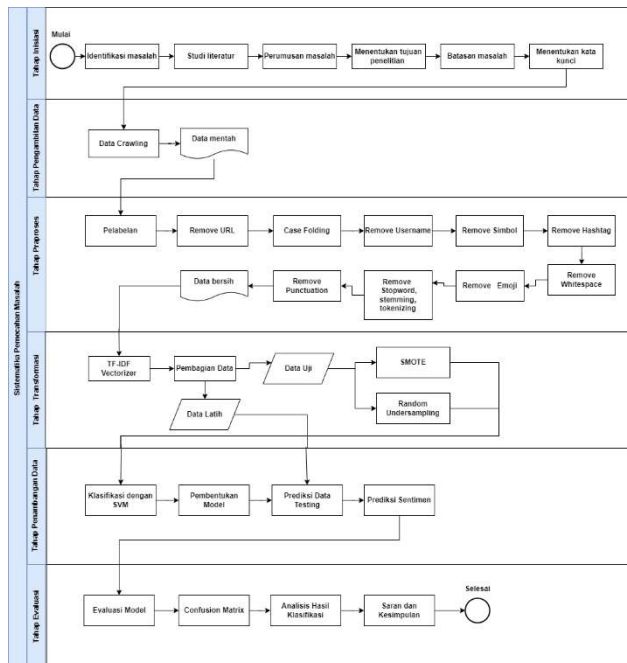 Sistematika Pemecahan Masalah
Tahap Inisiasi
Mulai
Identifikasi masalah
Studi literatur
Perumusan masalah
Menentukan tujuan
penelitian
Batasan masalah
Menentukan kata
kunci
Tahap Pengambilan Data
Data Crawling
Data mentah
Tahap Praproses
Pelabelan
Remove URL
Case Folding
Remove Username
Remove Simbol
Remove Hashtag
Remove
Whitespace
Remove Emoji
Remove
Stopword,
stemming,
tokenizing
Remove
Punctuation
Data bersih
Tahap Transformasi
TF-IDF
Vectorizer
Pembagian Data
Data Uji
SMOTE
Data Latih
Random
Undersampling
Tahap Penambangan Data
Klasifikasi dengan
SVM
Pembentukan
Model
Prediksi Data
Testing
Prediksi Sentimen
Tahap Evaluasi
Evaluasi Model
Confusion Matrix
Analisis Hasil
Klasifikasi
Saran dan
Kesimpulan
Selesai